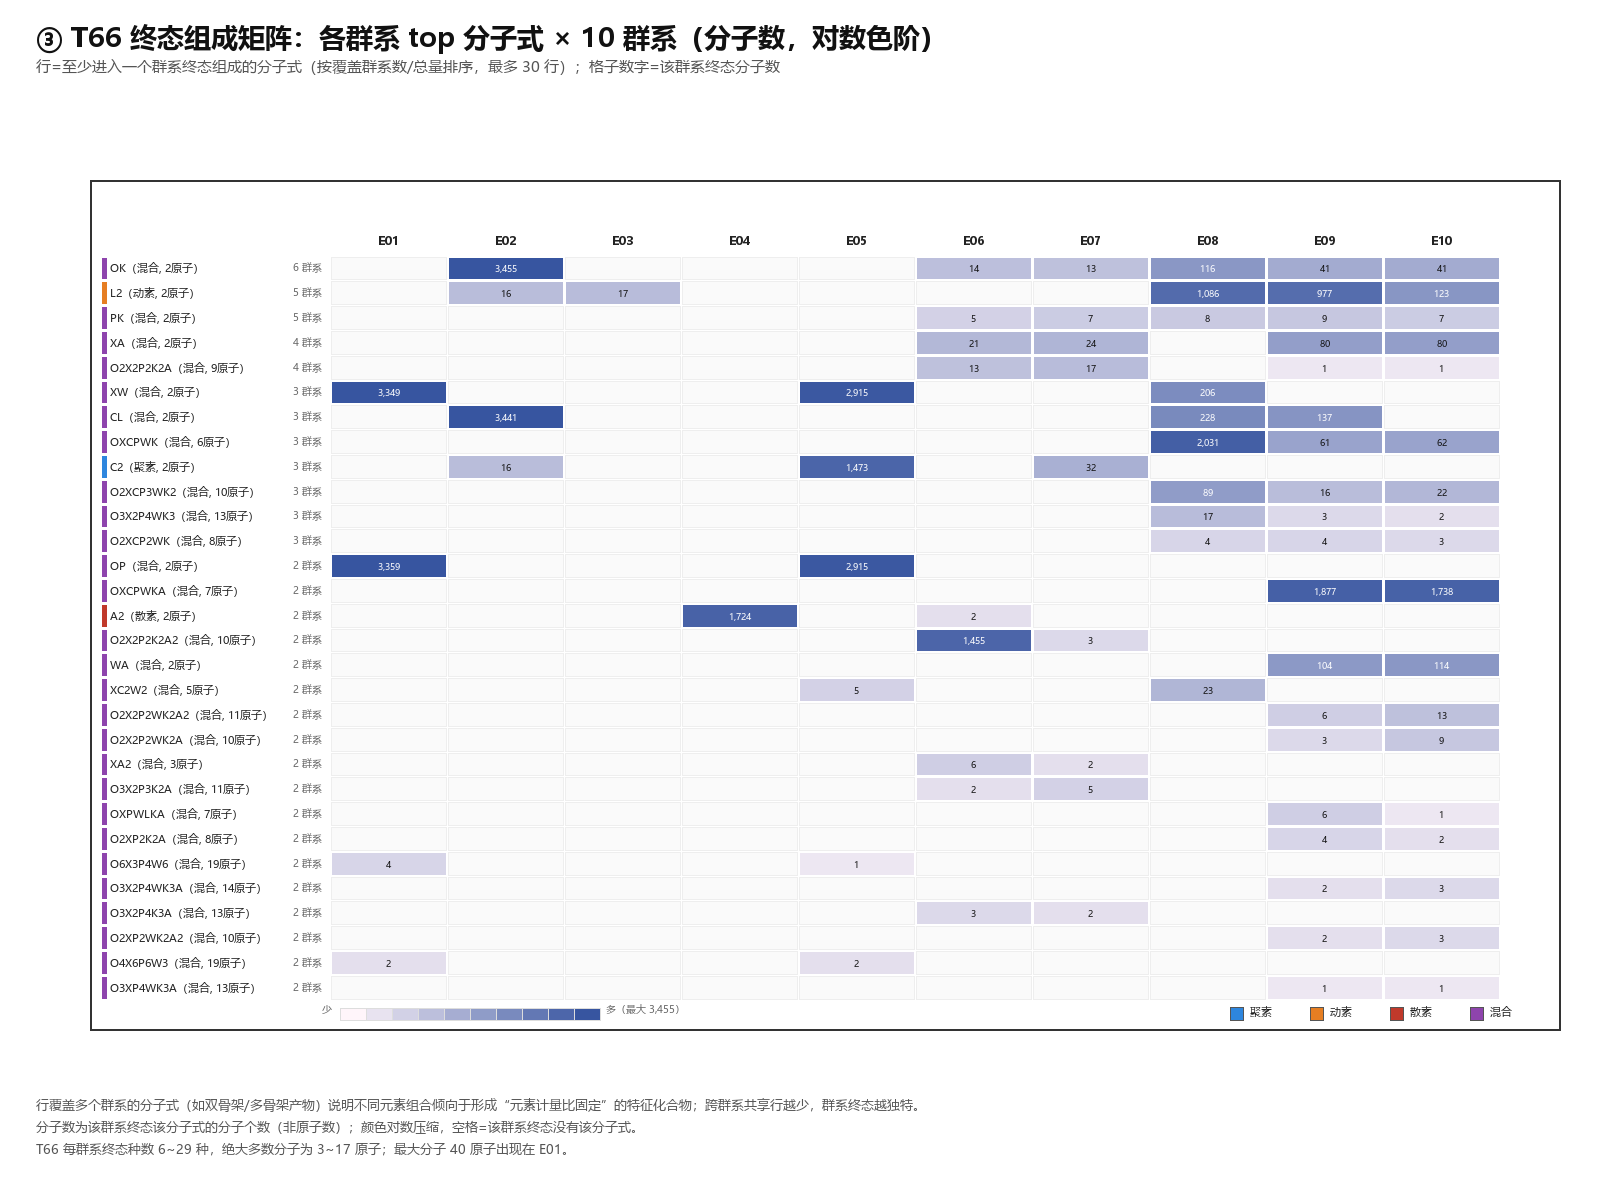 ③ T66 终态组成矩阵：各群系 top 分子式 × 10 群系（分子数，对数色阶）
行=至少进入一个群系终态组成的分子式（按覆盖群系数/总量排序，最多 30 行）；格子数字=该群系终态分子数
E01 E02 E03 E04 E05 E06 E07 E08 E09 E10
OK（混合, 2原子） 6 群系 3,455 14 13 116 41 41
L2（动素, 2原子） 5 群系 16 17 1,086 977 123
PK（混合, 2原子） 5 群系 5 7 8 9 7
XA（混合, 2原子） 4 群系 21 24 80 80
O2X2P2K2A（混合, 9原子） 4 群系 13 17 1 1
XW（混合, 2原子） 3 群系 3,349 2,915 206
CL（混合, 2原子） 3 群系 3,441 228 137
OXCPWK（混合, 6原子） 3 群系 2,031 61 62
C2（聚素, 2原子） 3 群系 16 1,473 32
O2XCP3WK2（混合, 10原子） 3 群系 89 16 22
O3X2P4WK3（混合, 13原子） 3 群系 17 3 2
O2XCP2WK（混合, 8原子） 3 群系 4 4 3
OP（混合, 2原子） 2 群系 3,359 2,915
OXCPWKA（混合, 7原子） 2 群系 1,877 1,738
A2（散素, 2原子） 2 群系 1,724 2
O2X2P2K2A2（混合, 10原子） 2 群系 1,455 3
WA（混合, 2原子） 2 群系 104 114
XC2W2（混合, 5原子） 2 群系 5 23
O2X2P2WK2A2（混合, 11原子） 2 群系 6 13
O2X2P2WK2A（混合, 10原子） 2 群系 3 9
XA2（混合, 3原子） 2 群系 6 2
O3X2P3K2A（混合, 11原子） 2 群系 2 5
OXPWLKA（混合, 7原子） 2 群系 6 1
O2XP2K2A（混合, 8原子） 2 群系 4 2
O6X3P4W6（混合, 19原子） 2 群系 4 1
O3X2P4WK3A（混合, 14原子） 2 群系 2 3
O3X2P4K3A（混合, 13原子） 2 群系 3 2
O2XP2WK2A2（混合, 10原子） 2 群系 2 3
O4X6P6W3（混合, 19原子） 2 群系 2 2
O3XP4WK3A（混合, 13原子） 2 群系 1 1
少 多（最大 3,455） 聚素 动素 散素 混合
行覆盖多个群系的分子式（如双骨架/多骨架产物）说明不同元素组合倾向于形成“元素计量比固定”的特征化合物；跨群系共享行越少，群系终态越独特。
分子数为该群系终态该分子式的分子个数（非原子数）；颜色对数压缩，空格=该群系终态没有该分子式。
T66 每群系终态种数 6~29 种，绝大多数分子为 3~17 原子；最大分子 40 原子出现在 E01。